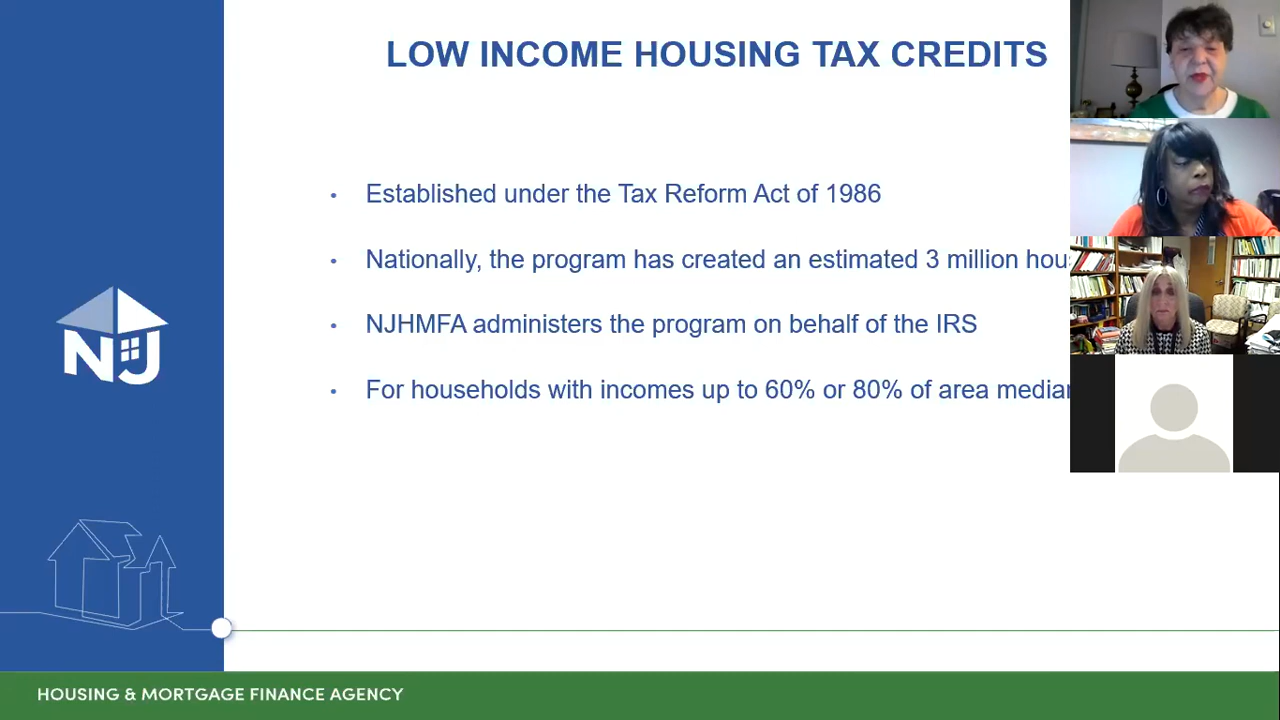 LOW INCOME HOUSING TAX CREDITS
• Established under the Tax Reform Act of 1986
• Nationally, the program has created an estimated 3 million
• NJHMFA administers the program on behalf of the IRS
• For households with incomes up to 60% or 80% of area
NJ
HOUSING & MORTGAGE FINANCE AGENCY